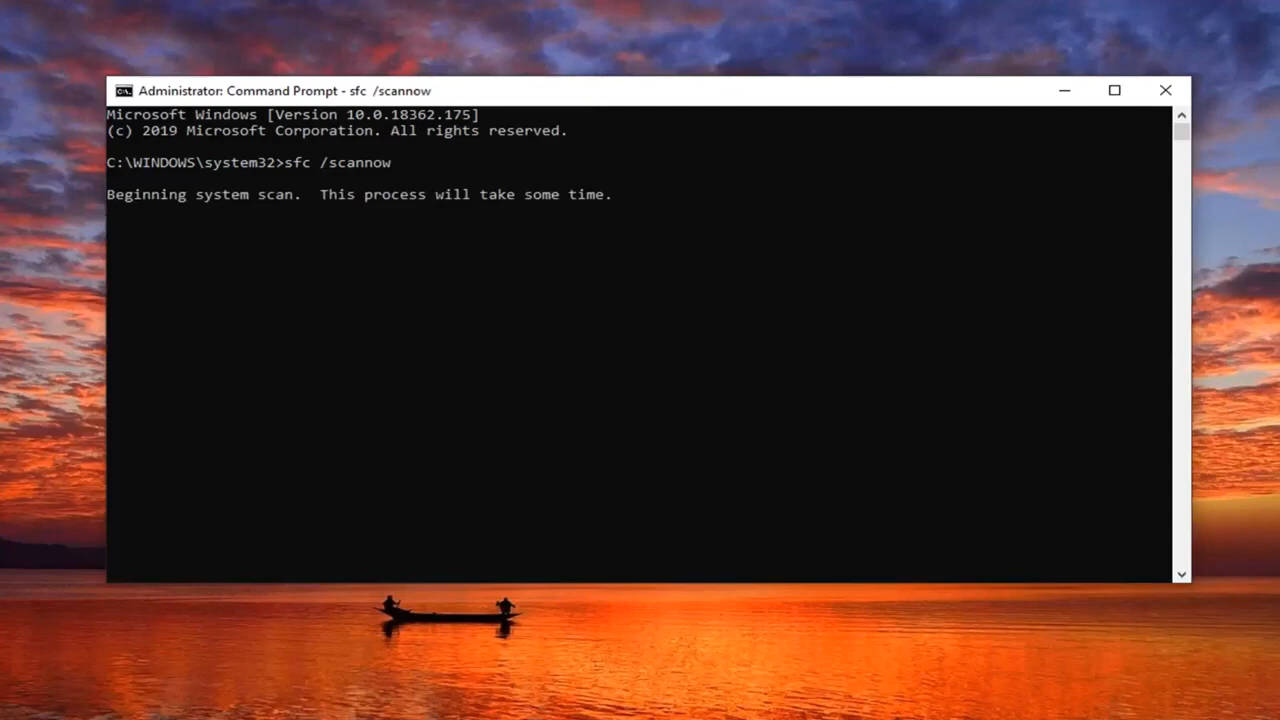 Administrator: Command Prompt - sfc  /scannow
Microsoft Windows [Version 10.0.18362.175]
(c) 2019 Microsoft Corporation. All rights reserved.
C:\WINDOWS\system32>sfc /scannow
Beginning system scan.  This process will take some time.